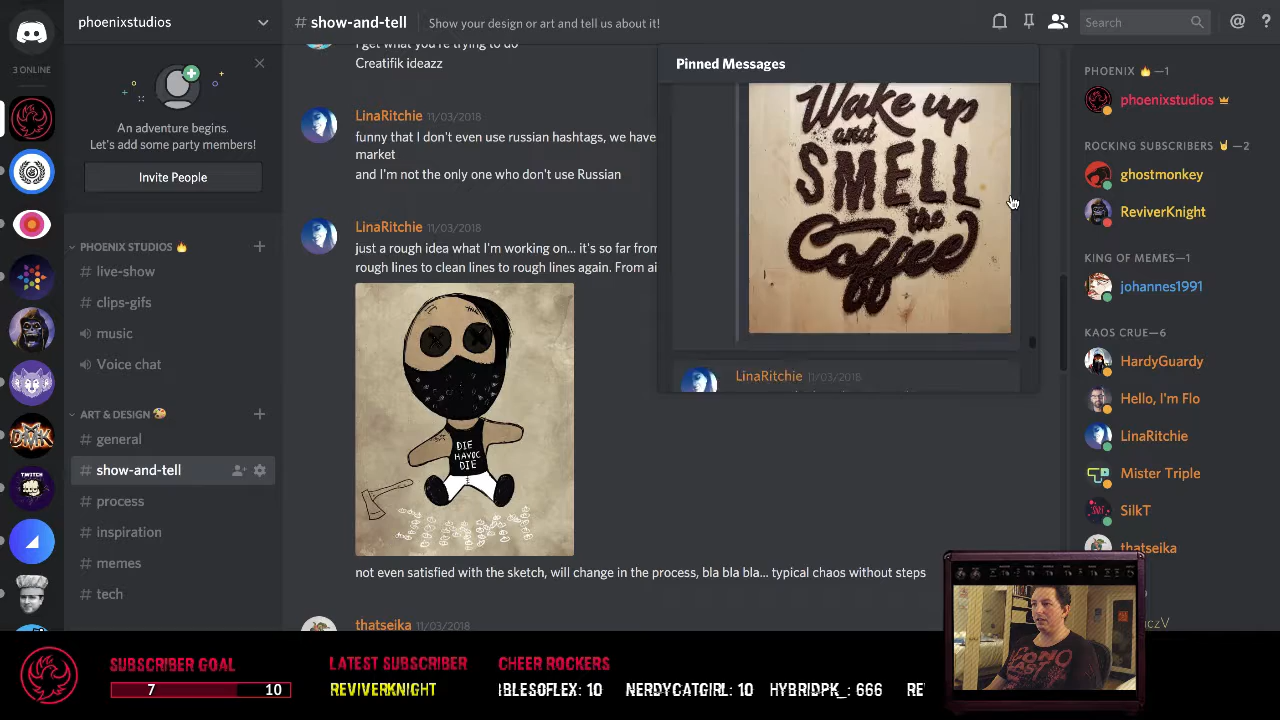 phoenixstudios
# show-and-tell
Show your design or art and tell us about it!
Search
@
?
3 ONLINE
An adventure begins.
Let's add some party members!
Invite People
PHOENIX STUDIOS 🔥
# live-show
# clips-gifs
music
Voice chat
ART & DESIGN 🎨
# general
# show-and-tell
# process
# inspiration
# memes
# tech
DMK
TWITCH
I get what you're trying to do
Creatifik ideazz
LinaRitchie 11/03/2018
funny that I don't even use russian hashtags, we have
market
and I'm not the only one who don't use Russian
LinaRitchie 11/03/2018
just a rough idea what I'm working on... it's so far from
rough lines to clean lines to rough lines again. From ai
DIE
HAVOC
DIE
not even satisfied with the sketch, will change in the process, bla bla bla... typical chaos without steps
thatseika 11/03/2018
Pinned Messages
Wake up
and
SMELL
the
Coffee
LinaRitchie 11/03/2018
PHOENIX 🔥—1
phoenixstudios
ROCKING SUBSCRIBERS 🤘—2
ghostmonkey
ReviverKnight
KING OF MEMES—1
johannes1991
KAOS CRUE—6
HardyGuardy
Hello, I'm Flo
LinaRitchie
Mister Triple
SilkT
thatseika
iczV
SUBSCRIBER GOAL
7 10
LATEST SUBSCRIBER
REVIVERKNIGHT
CHEER ROCKERS
IBLESOFLEX: 10 NERDYCATGIRL: 10 HYBRIDPK_: 666 RE